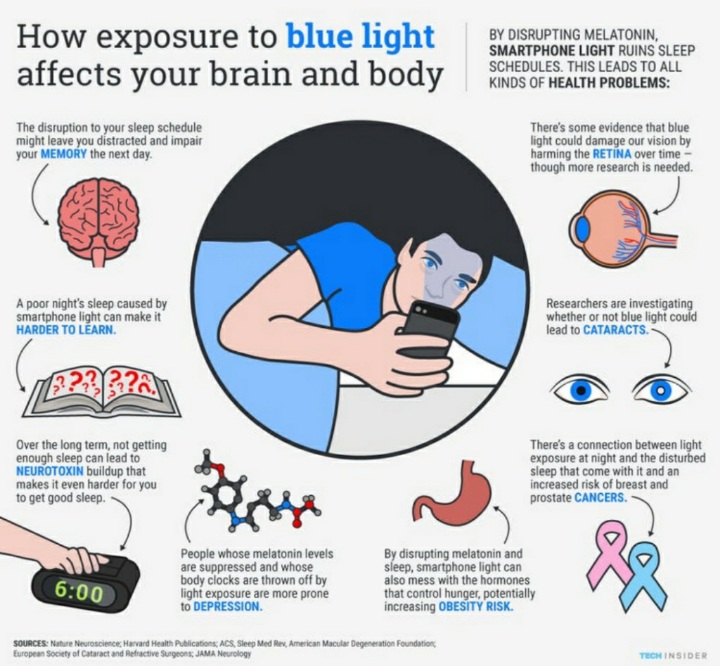 How exposure to blue light
affects your brain and body
BY DISRUPTING MELATONIN,
SMARTPHONE LIGHT RUINS SLEEP
SCHEDULES. THIS LEADS TO ALL
KINDS OF HEALTH PROBLEMS:
The disruption to your sleep schedule
might leave you distracted and impair
your MEMORY the next day.
There's some evidence that blue
light could damage our vision by
harming the RETINA over time –
though more research is needed.
A poor night's sleep caused by
smartphone light can make it
HARDER TO LEARN.
Researchers are investigating
whether or not blue light could
lead to CATARACTS.
???
???
Over the long term, not getting
enough sleep can lead to
NEUROTOXIN buildup that
makes it even harder for you
to get good sleep.
6:00
People whose melatonin levels
are suppressed and whose
body clocks are thrown off by
light exposure are more prone
to DEPRESSION.
By disrupting melatonin and
sleep, smartphone light can
also mess with the hormones
that control hunger, potentially
increasing OBESITY RISK.
There's a connection between light
exposure at night and the disturbed
sleep that come with it and an
increased risk of breast and
prostate CANCERS.
SOURCES: Nature Neuroscience; Harvard Health Publications; ACS, Sleep Med Rev, American Macular Degeneration Foundation;
European Society of Cataract and Refractive Surgeons; JAMA Neurology
TECH INSIDER